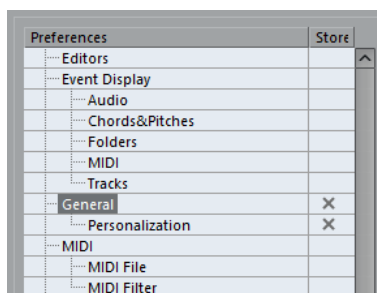 Preferences Store
Editors
Event Display
Audio
Chords&Pitches
Folders
MIDI
Tracks
General
Personalization
MIDI
MIDI File
MIDI Filter